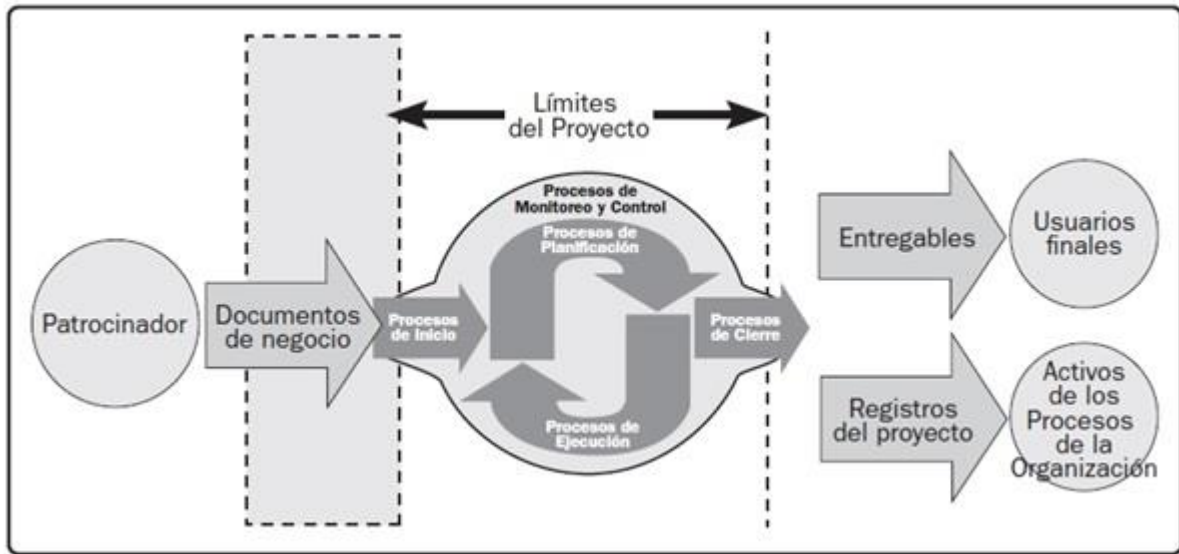 Límites
del Proyecto
Patrocinador
Documentos
de negocio
Procesos
de Inicio
Procesos de
Monitoreo y Control
Procesos de
Planificación
Procesos de
Ejecución
Procesos
de Cierre
Entregables
Usuarios
finales
Registros
del proyecto
Activos
de los
Procesos
de la
Organización